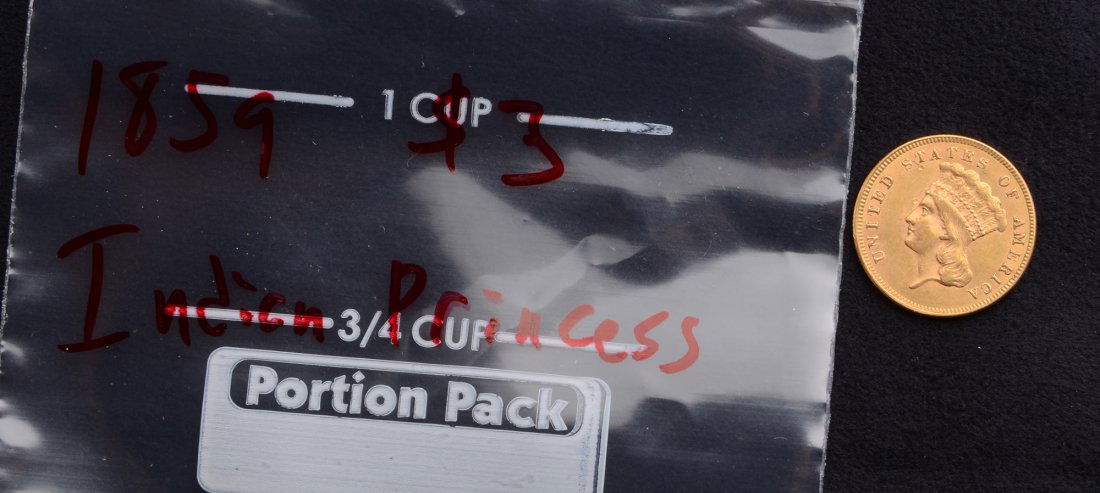 1859 $3
1 CUP
Indian Princess
3/4 CUP
Portion Pack
UNITED STATES OF AMERICA